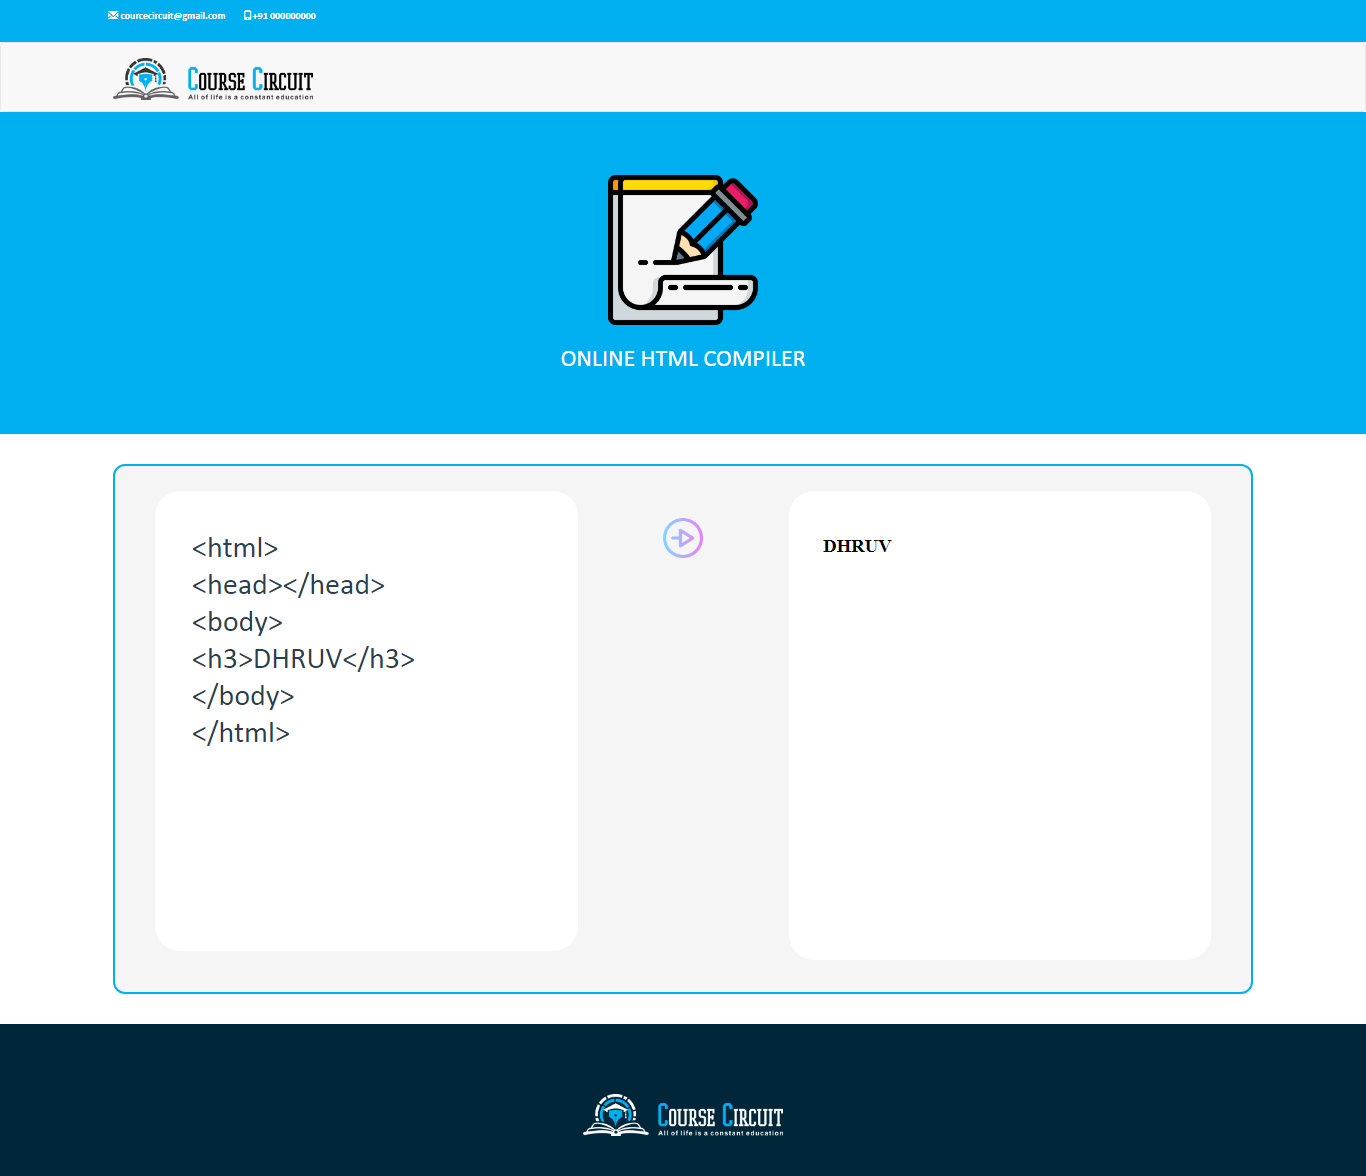 courcecircuit@gmail.com +91 000000000
COURSE CIRCUIT
All of life is a constant education
ONLINE HTML COMPILER
<html>
<head></head>
<body>
<h3>DHRUV</h3>
</body>
</html>
DHRUV
COURSE CIRCUIT
All of life is a constant education